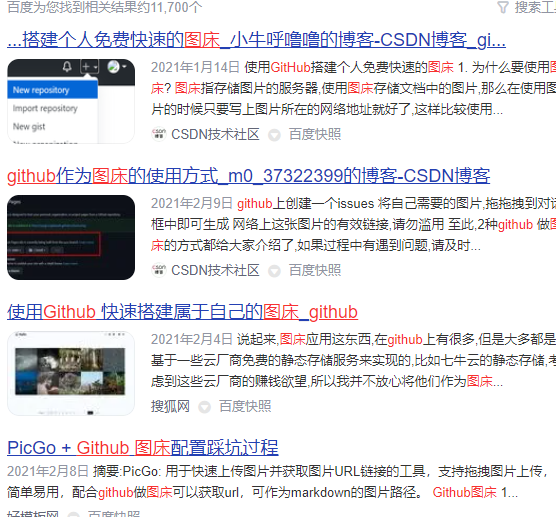 百度为您找到相关结果约11,700个
搜索工
...搭建个人免费快速的图床_小牛呼噜噜的博客-CSDN博客_gi...
New repository
Import repository
New gist
2021年1月14日 使用GitHub搭建个人免费快速的图床 1. 为什么要使用图
床? 图床指存储图片的服务器,使用图床存储文档中的图片,那么在使用图
片的时候只要写上图片所在的网络地址就好了,这样比较使用...
CSDN技术社区 百度快照
github作为图床的使用方式_m0_37322399的博客-CSDN博客
2021年2月9日 github上创建一个issues 将自己需要的图片,拖拖拽到对话
框中即可生成 网络上这张图片的有效链接,请勿滥用 至此,2种github 做图
床的方式都给大家介绍了,如果过程中有遇到问题,请及时...
CSDN技术社区 百度快照
使用Github 快速搭建属于自己的图床_github
2021年2月4日 说起来,图床应用这东西,在github上有很多,但是大多都是
基于一些云厂商免费的静态存储服务来实现的,比如七牛云的静态存储,考
虑到这些云厂商的赚钱欲望,所以我并不放心将他们作为图床...
搜狐网 百度快照
PicGo + Github 图床配置踩坑过程
2021年2月8日 摘要:PicGo: 用于快速上传图片并获取图片URL链接的工具，支持拖拽图片上传，
简单易用，配合github做图床可以获取url，可作为markdown的图片路径。 Github图床 1...
好模板网 百度快照